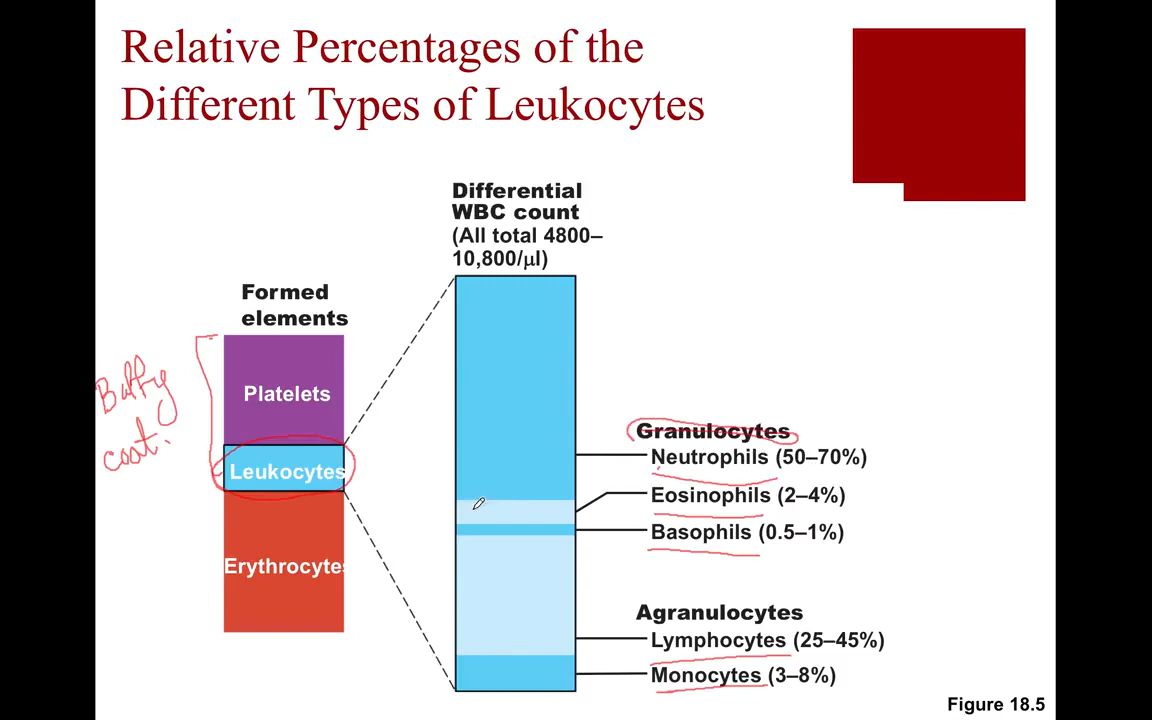 Relative Percentages of the
Different Types of Leukocytes
Differential
WBC count
(All total 4800–
10,800/μl)
Formed
elements
Platelets
Leukocytes
Erythrocytes
Buffy
coat.
Granulocytes
Neutrophils (50–70%)
Eosinophils (2–4%)
Basophils (0.5–1%)
Agranulocytes
Lymphocytes (25–45%)
Monocytes (3–8%)
Figure 18.5